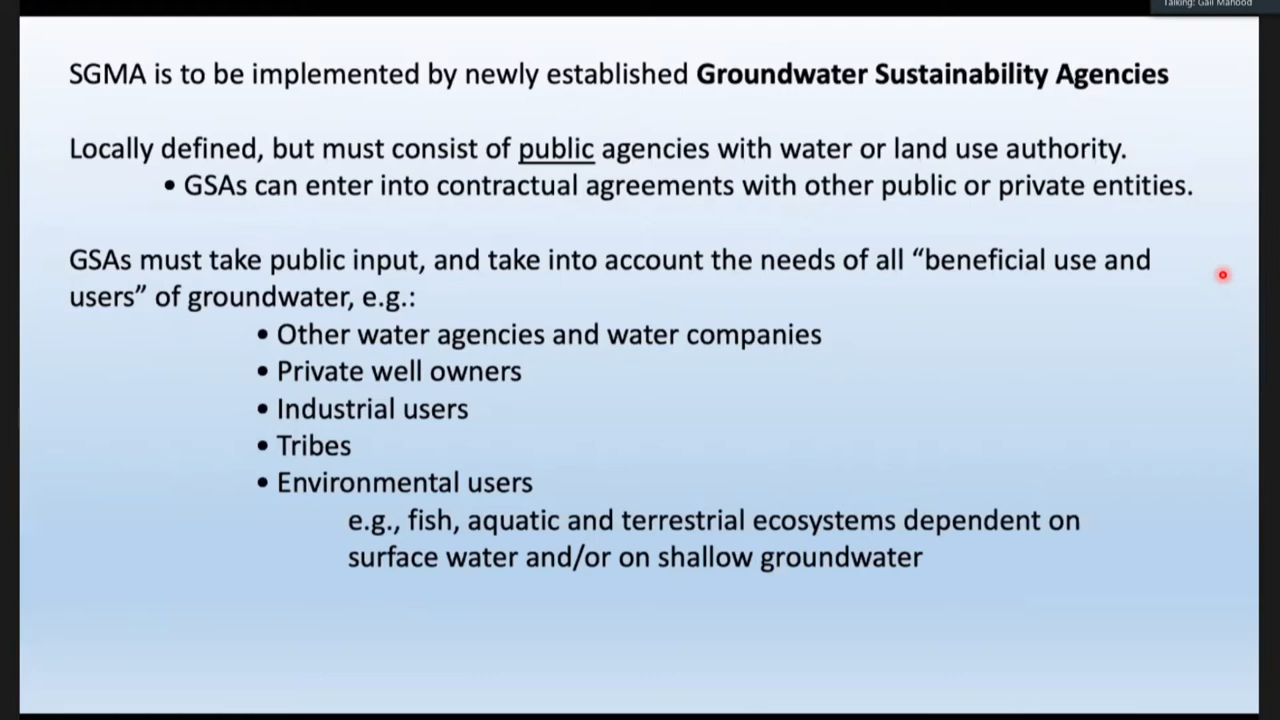 Talking: Gail Mahood
SGMA is to be implemented by newly established Groundwater Sustainability Agencies
Locally defined, but must consist of public agencies with water or land use authority.
• GSAs can enter into contractual agreements with other public or private entities.
GSAs must take public input, and take into account the needs of all “beneficial use and
users” of groundwater, e.g.:
• Other water agencies and water companies
• Private well owners
• Industrial users
• Tribes
• Environmental users
e.g., fish, aquatic and terrestrial ecosystems dependent on
surface water and/or on shallow groundwater